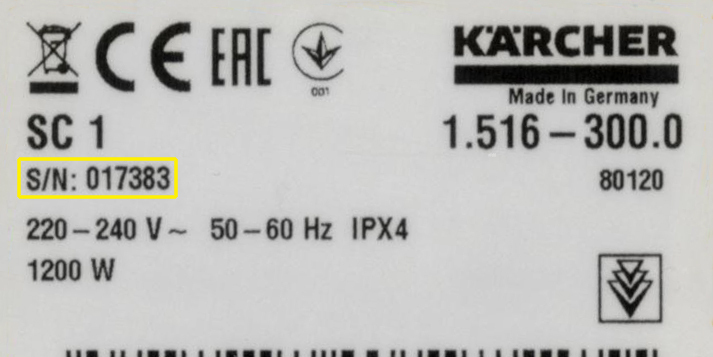 CE EAC
001
KÄRCHER
Made In Germany
SC 1
1.516-300.0
S/N: 017383
80120
220-240 V~ 50-60 Hz IPX4
1200 W